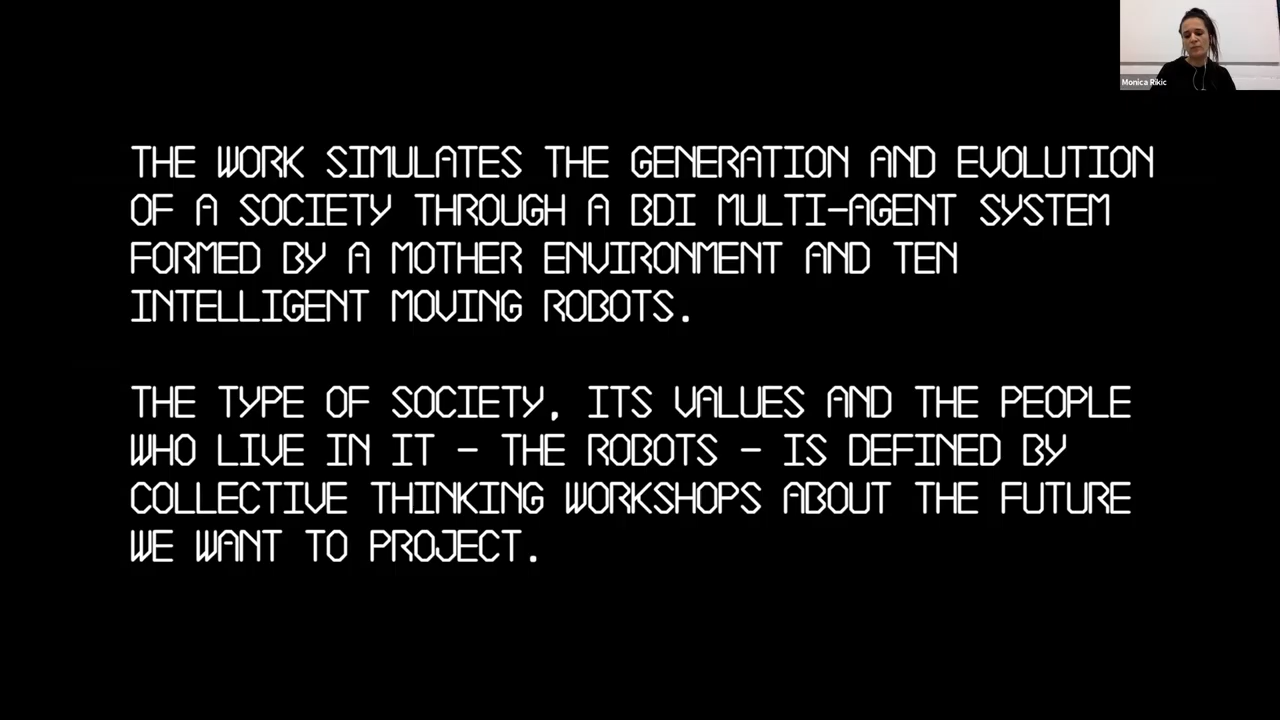 Monica Rikic
THE WORK SIMULATES THE GENERATION AND EVOLUTION
OF A SOCIETY THROUGH A BDI MULTI-AGENT SYSTEM
FORMED BY A MOTHER ENVIRONMENT AND TEN
INTELLIGENT MOVING ROBOTS.
THE TYPE OF SOCIETY, ITS VALUES AND THE PEOPLE
WHO LIVE IN IT - THE ROBOTS - IS DEFINED BY
COLLECTIVE THINKING WORKSHOPS ABOUT THE FUTURE
WE WANT TO PROJECT.